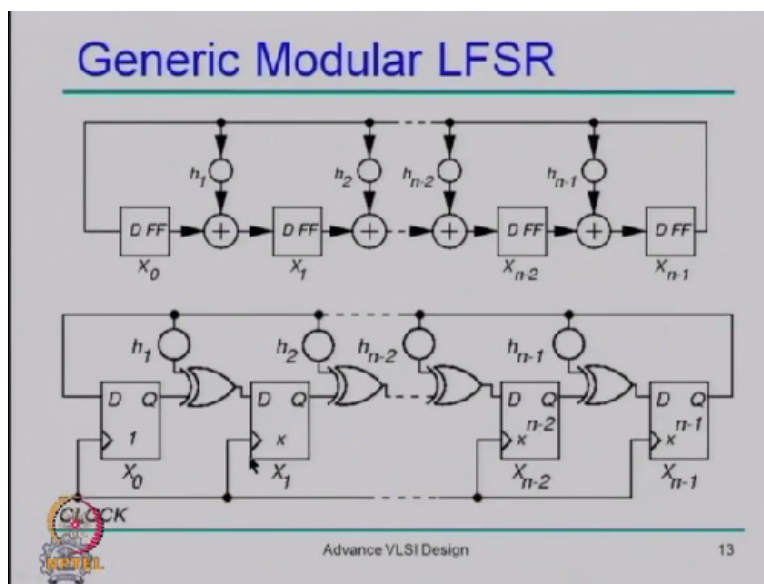 Generic Modular LFSR
h1 h2 hn-2 hn-1
D FF + D FF + + D FF + D FF
X0 X1 Xn-2 Xn-1
h1 h2 hn-2 hn-1
D Q D Q D Q D Q
1 x x n-2 x n-1
X0 X1 Xn-2 Xn-1
CLOCK
NPTEL
Advance VLSI Design 13